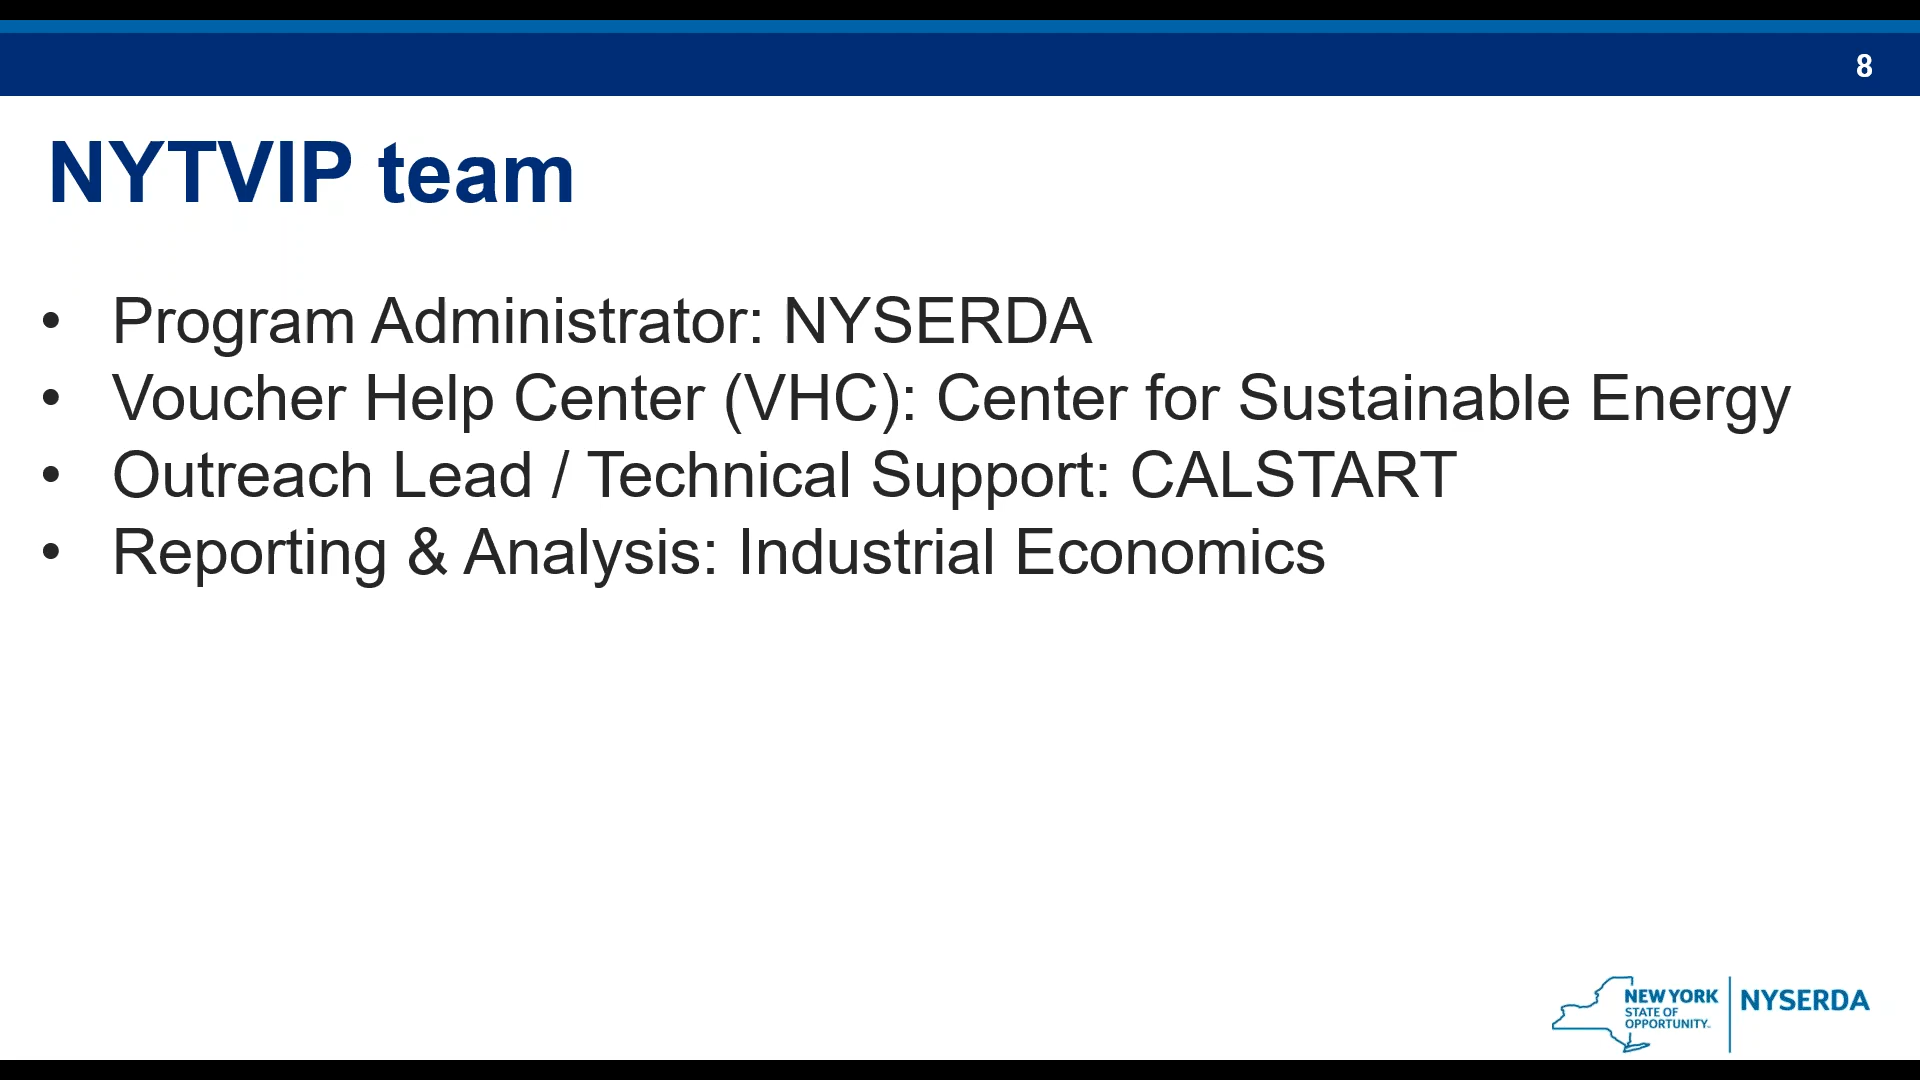 8
NYTVIP team
• Program Administrator: NYSERDA
• Voucher Help Center (VHC): Center for Sustainable Energy
• Outreach Lead / Technical Support: CALSTART
• Reporting & Analysis: Industrial Economics
NEW YORK
STATE OF
OPPORTUNITY™
NYSERDA